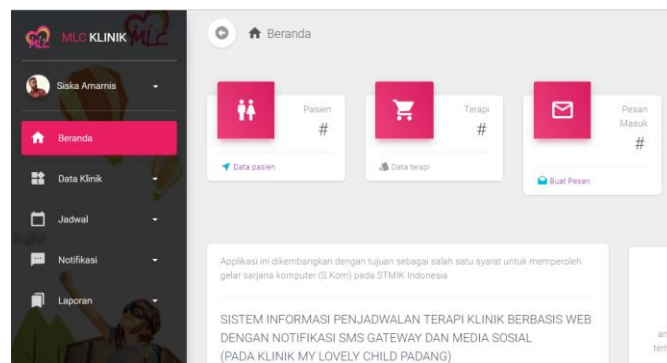 MLC KLINIK
MLC
Siska Amarnis
Beranda
Data Klinik
Jadwal
Notifikasi
Laporan
Beranda
Pasien
#
Data pasien
Terapi
#
Data terapi
Pesan
Masuk
#
Buat Pesan
Applikasi ini dikembangkan dengan tujuan sebagai salah satu syarat untuk memperoleh
gelar sarjana komputer (S.Kom) pada STMIK Indonesia
SISTEM INFORMASI PENJADWALAN TERAPI KLINIK BERBASIS WEB
DENGAN NOTIFIKASI SMS GATEWAY DAN MEDIA SOSIAL
(PADA KLINIK MY LOVELY CHILD PADANG)